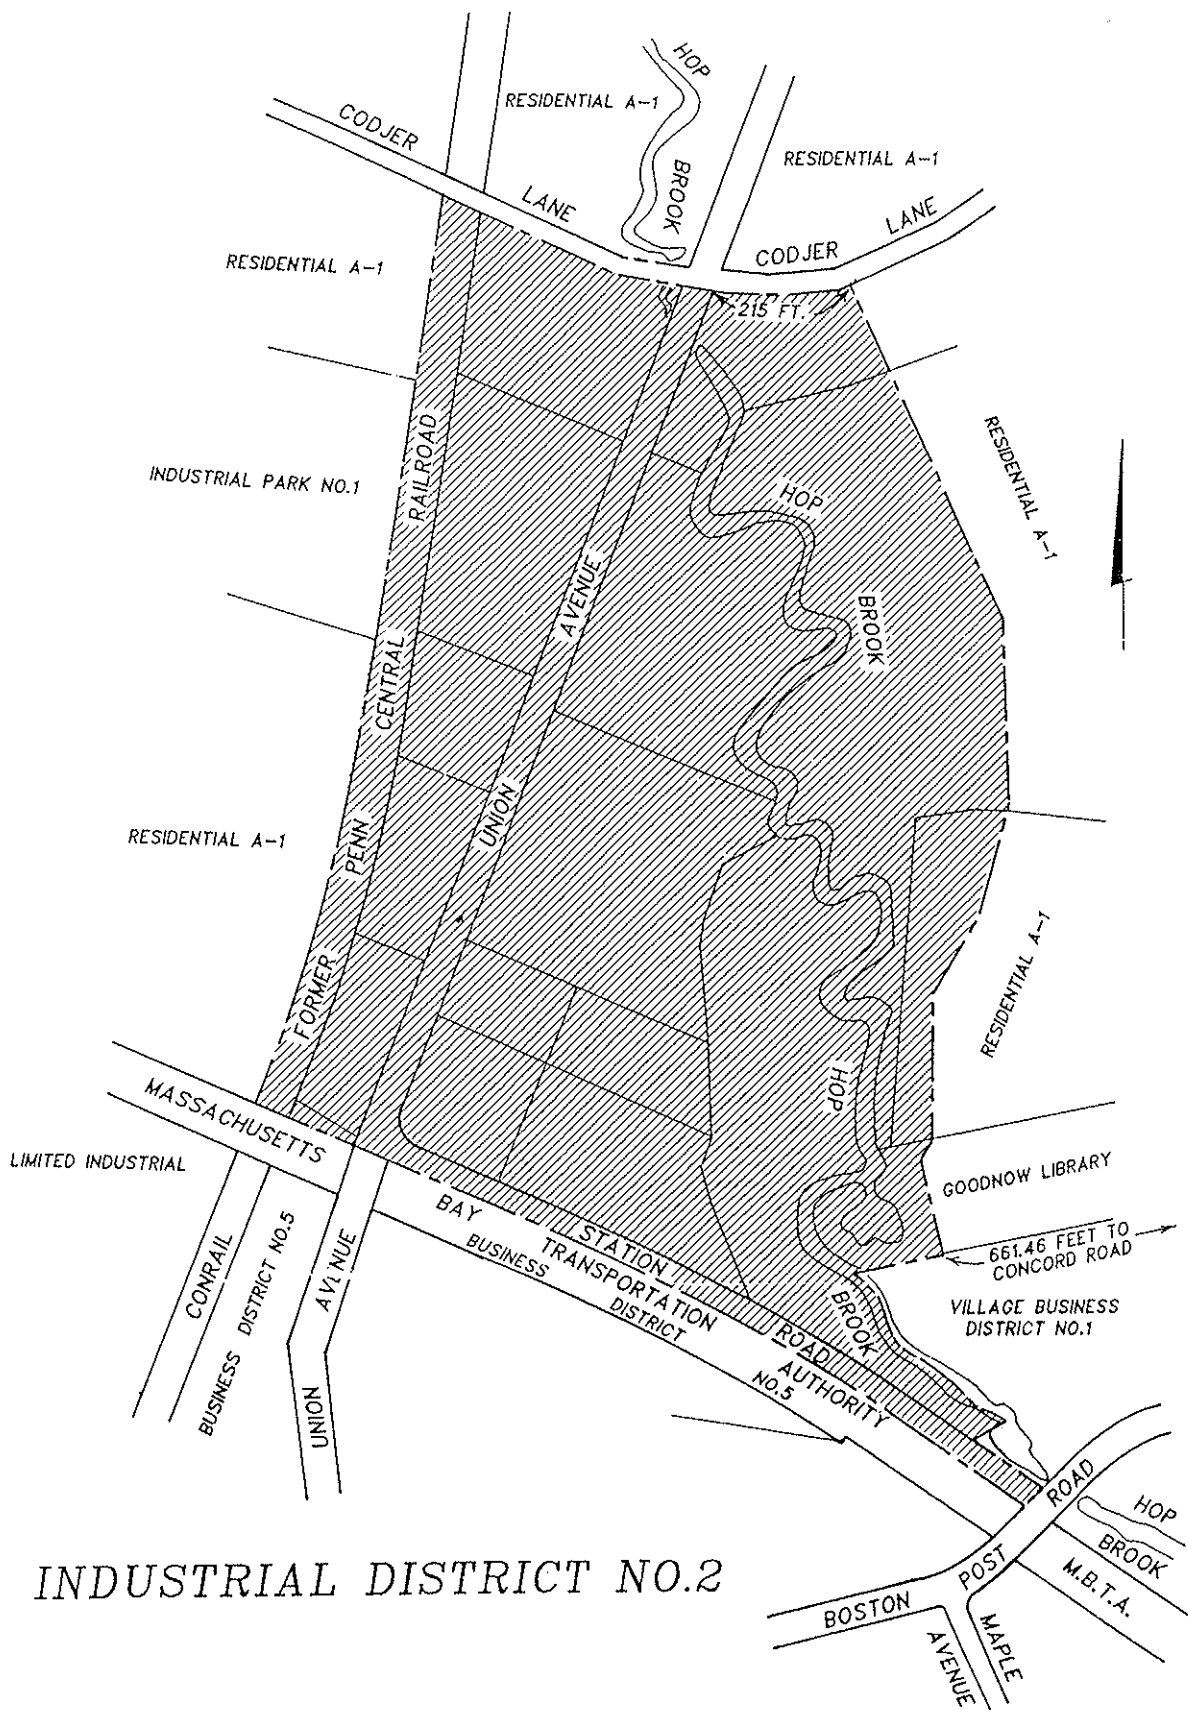 HOP
RESIDENTIAL A-1
CODJER
RESIDENTIAL A-1
BROOK
LANE
LANE
CODJER
RESIDENTIAL A-1
215 FT.
RAILROAD
RESIDENTIAL A-1
INDUSTRIAL PARK NO.1
HOP
AVENUE
BROOK
CENTRAL
UNION
RESIDENTIAL A-1
PENN
RESIDENTIAL A-1
FORMER
HOP
MASSACHUSETTS
LIMITED INDUSTRIAL
GOODNOW LIBRARY
BAY
STATION
BUSINESS
TRANSPORTATION
661.46 FEET TO
CONCORD ROAD
CONRAIL
BUSINESS DISTRICT NO.5
AVENUE
DISTRICT
BROOK
VILLAGE BUSINESS
DISTRICT NO.1
ROAD
AUTHORITY
NO.5
UNION
ROAD
HOP
BROOK
POST
M.B.T.A.
INDUSTRIAL DISTRICT NO.2
BOSTON
MAPLE
AVENUE